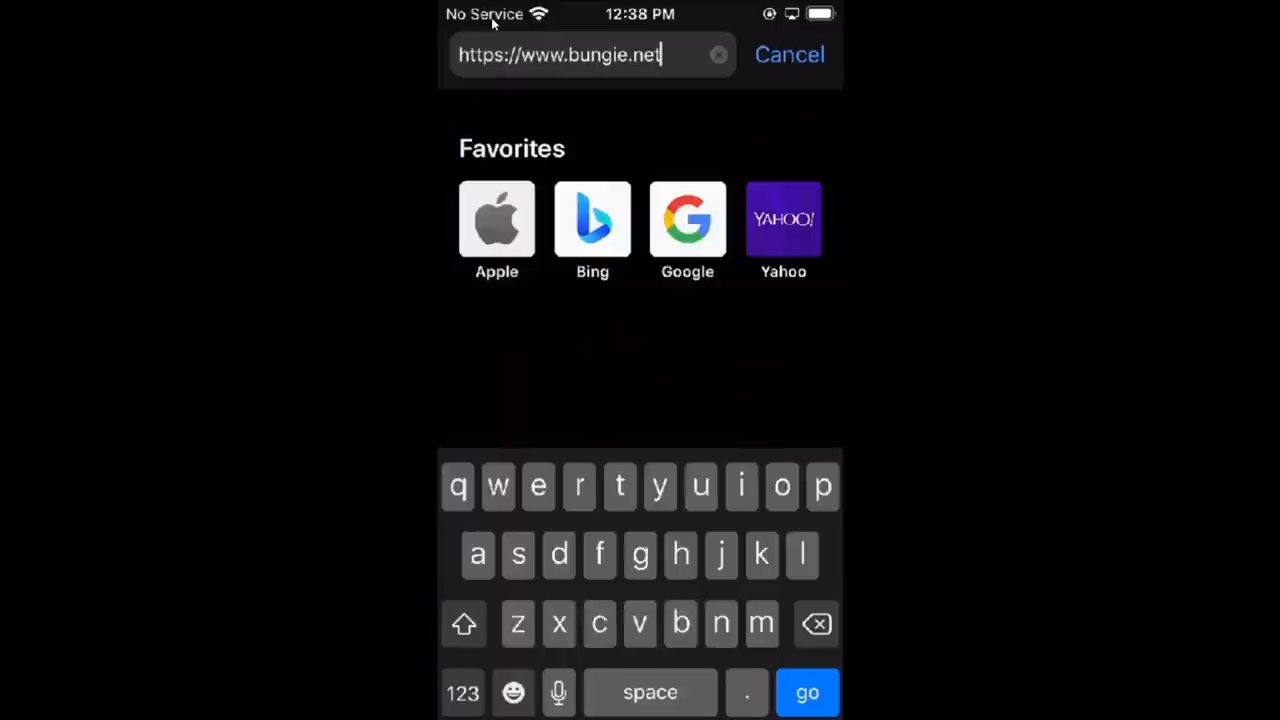 No Service 12:38 PM
https://www.bungie.net Cancel
Favorites
YAHOO!
Apple Bing Google Yahoo
q w e r t y u i o p
a s d f g h j k l
z x c v b n m
123 space . go